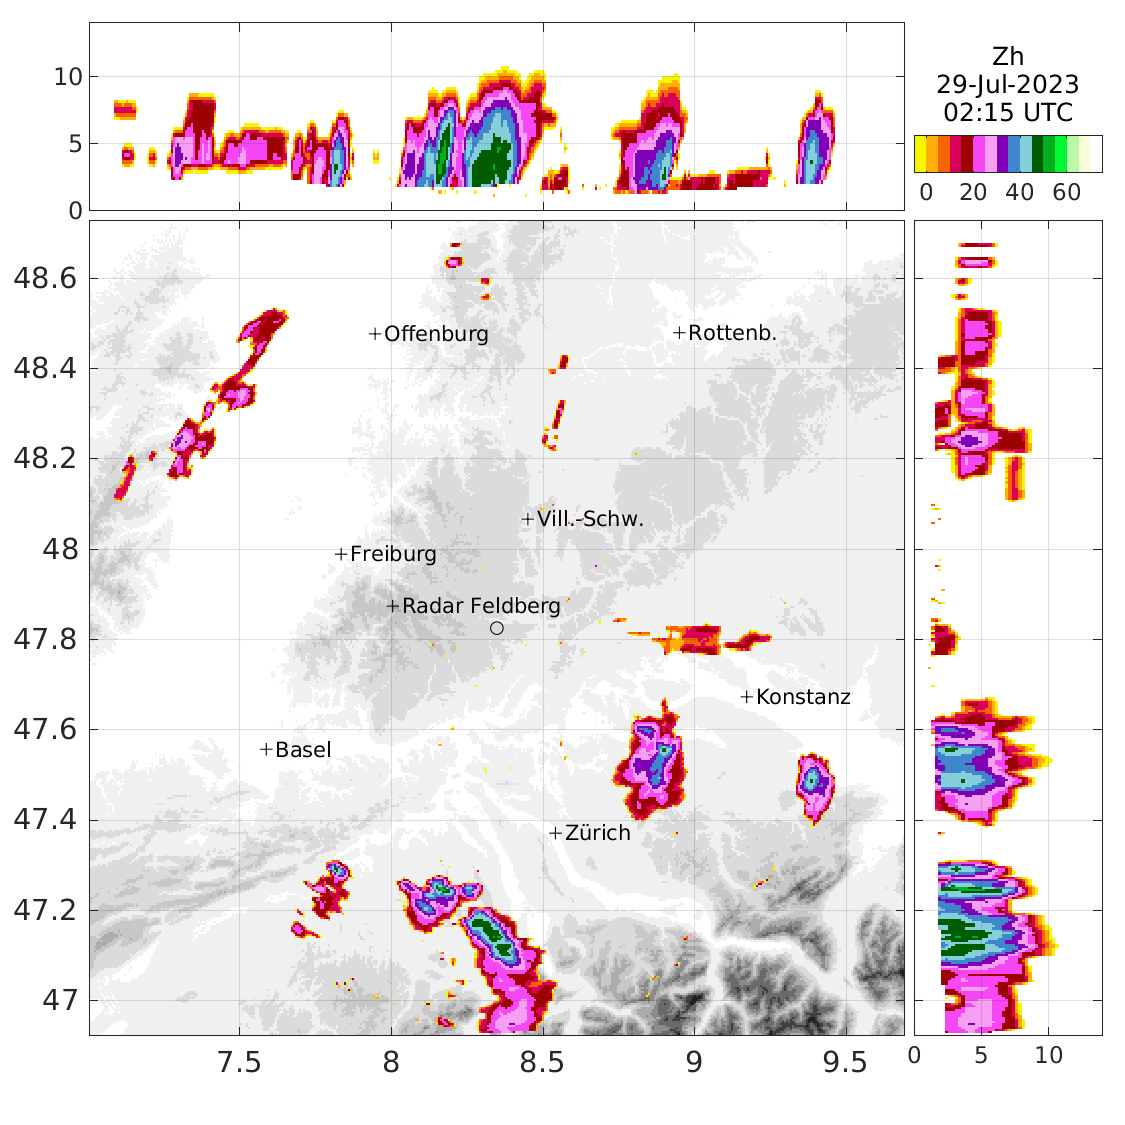 10
5
0
Zh
29-Jul-2023
02:15 UTC
0 20 40 60
48.6
48.4
48.2
48
47.8
47.6
47.4
47.2
47
+Offenburg
+Rottenb.
+Vill.-Schw.
+Freiburg
+Radar Feldberg
+Konstanz
+Basel
+Zürich
7.5 8 8.5 9 9.5
0 5 10